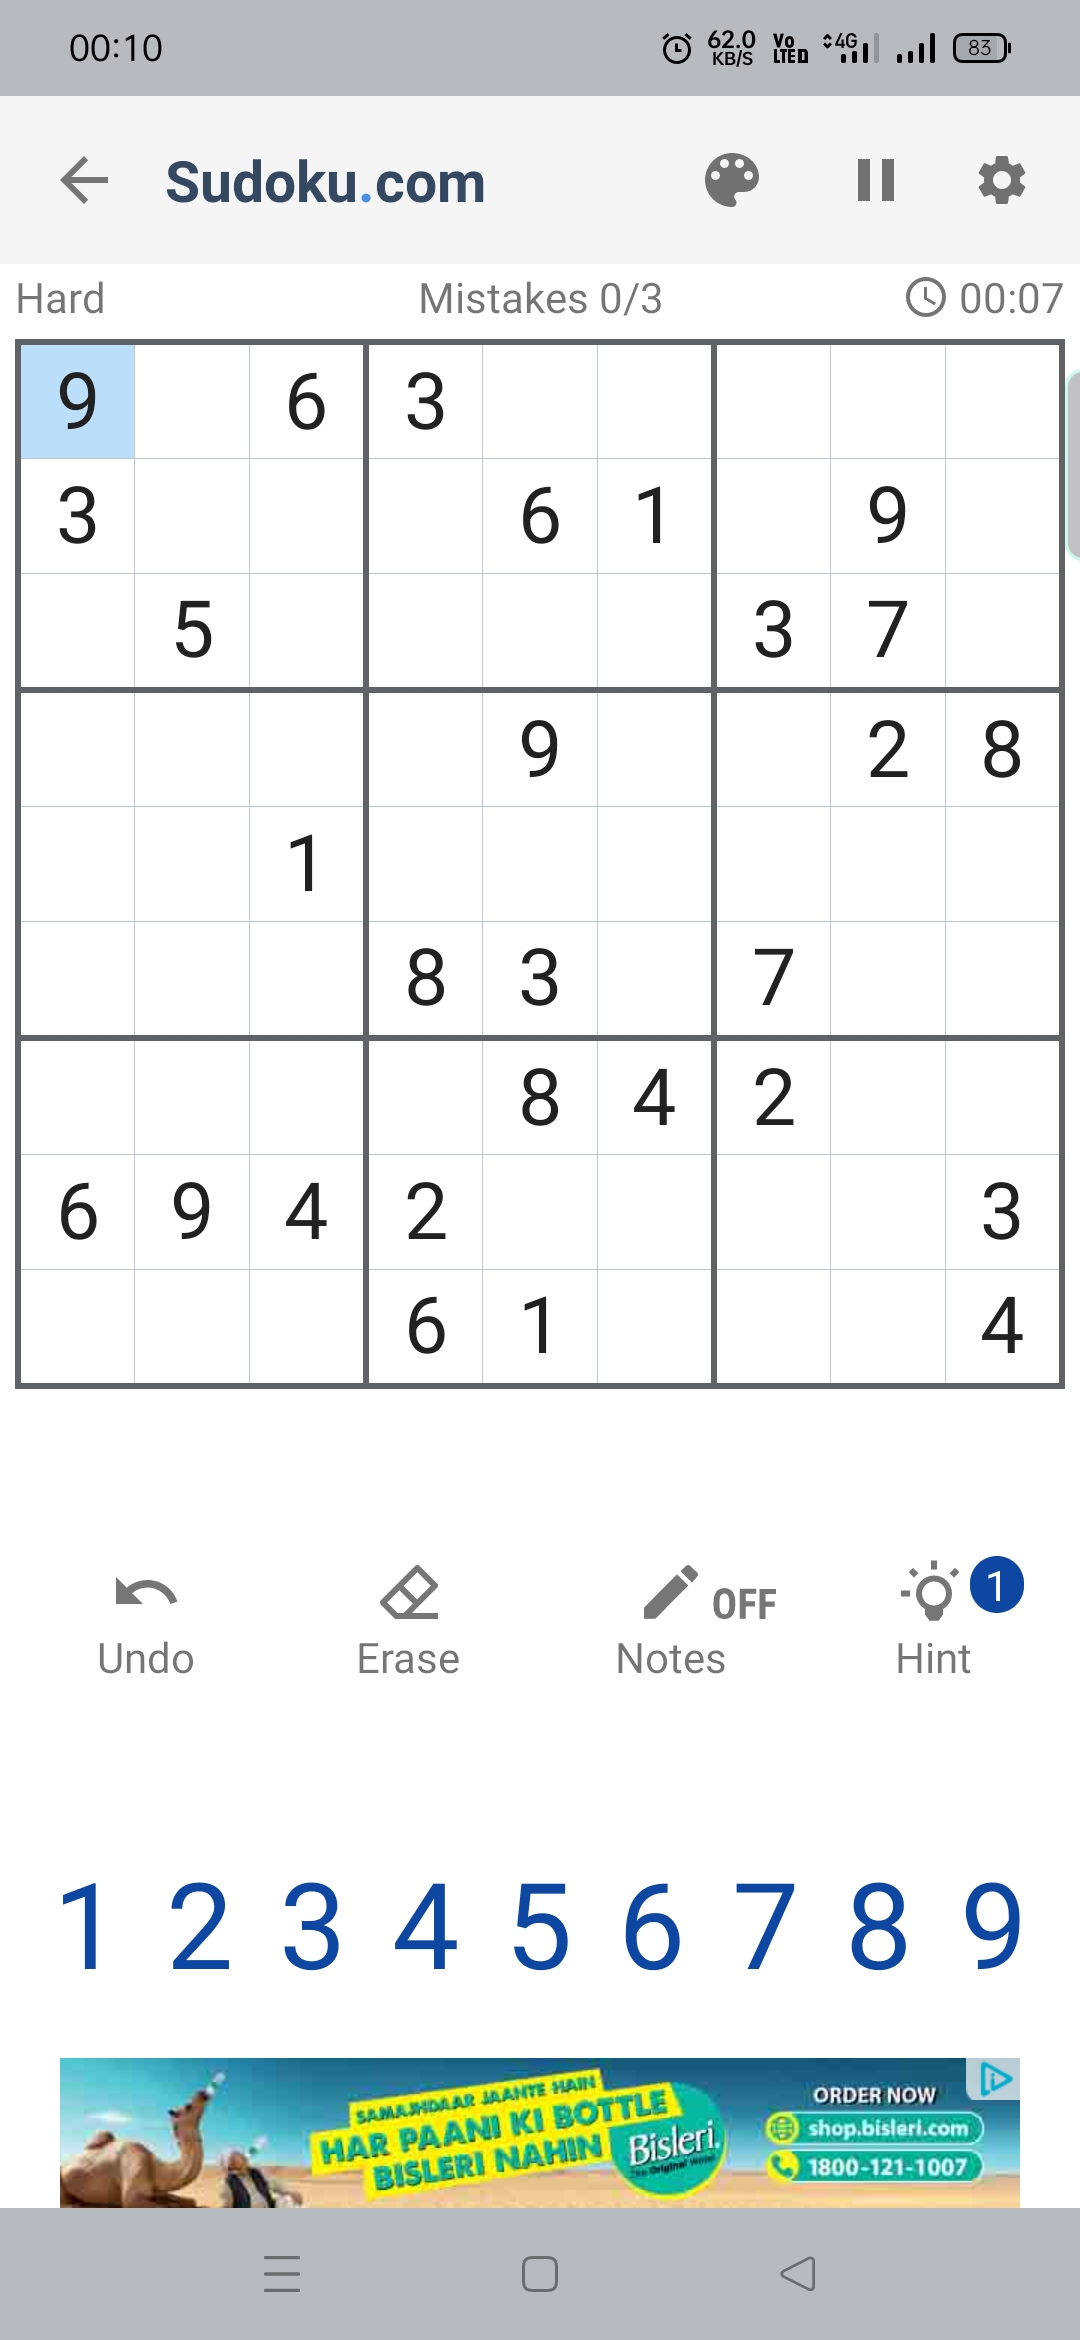 00:10 62.0 KB/S Vo LTE 4G 83
Sudoku.com
Hard Mistakes 0/3 00:07
9 6 3
3 6 1 9
5 3 7
9 2 8
1
8 3 7
8 4 2
6 9 4 2 3
6 1 4
OFF 1
Undo Erase Notes Hint
1 2 3 4 5 6 7 8 9
SAMAJHDAAR JAANTE HAIN
HAR PAANI KI BOTTLE
BISLERI NAHIN
Bisleri.
The Original Water
ORDER NOW
shop.bisleri.com
1800-121-1007